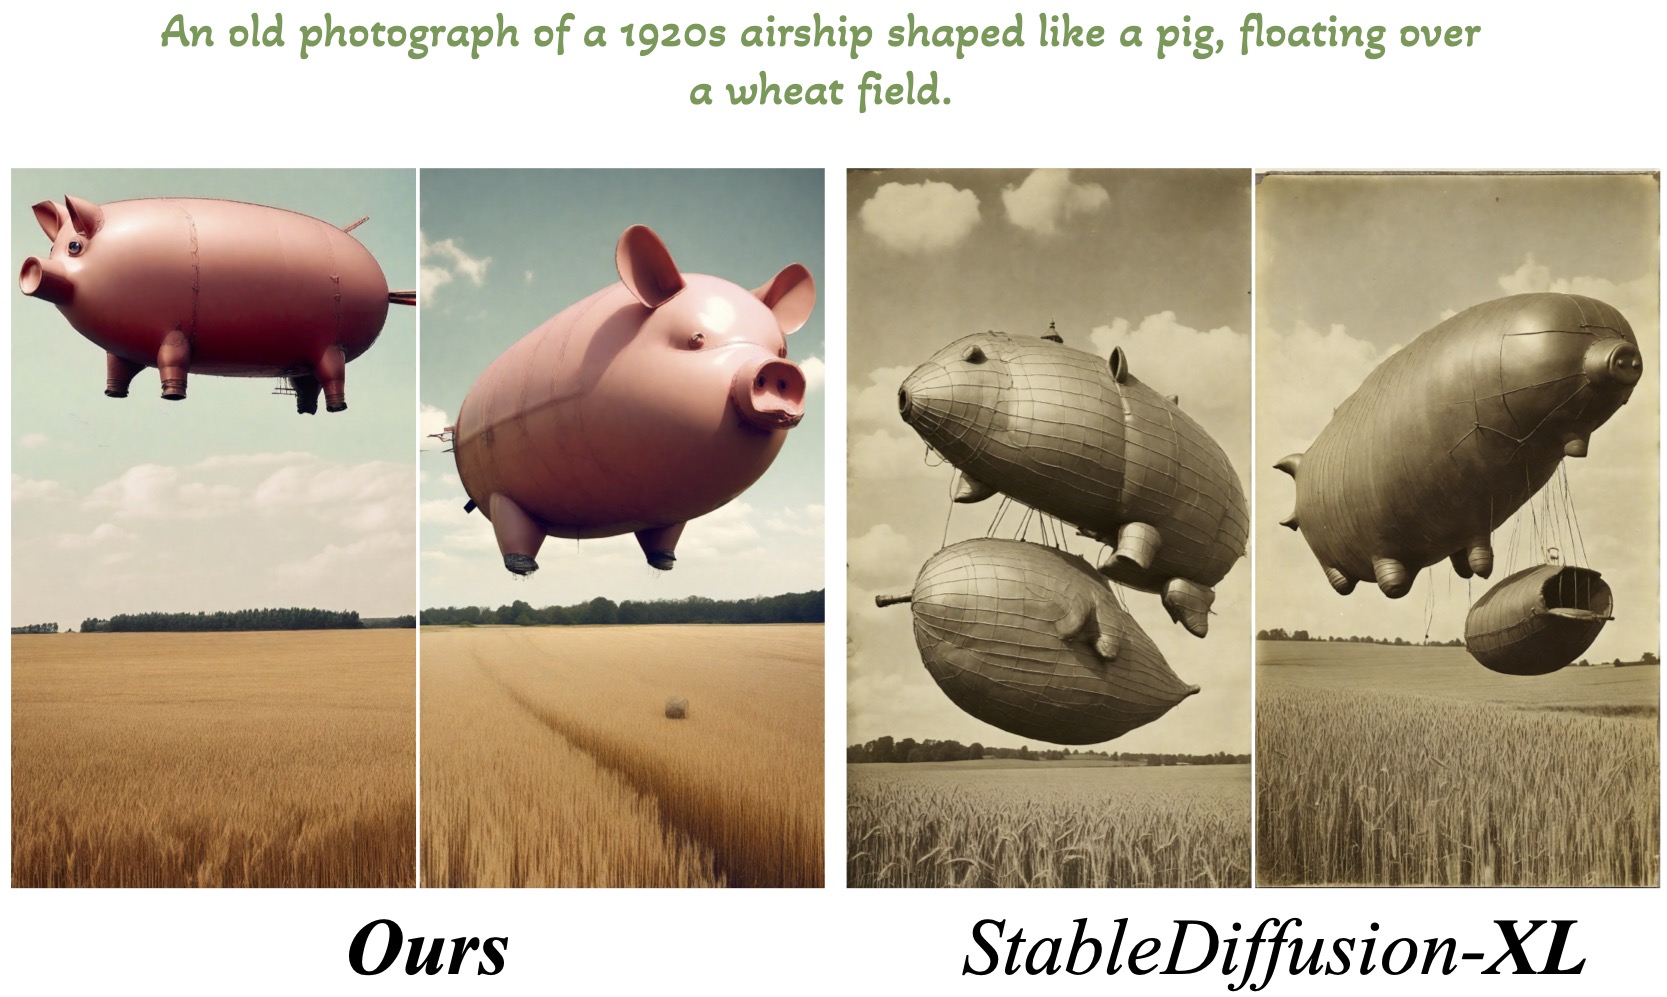 An old photograph of a 1920s airship shaped like a pig, floating over
a wheat field.
Ours
StableDiffusion-XL